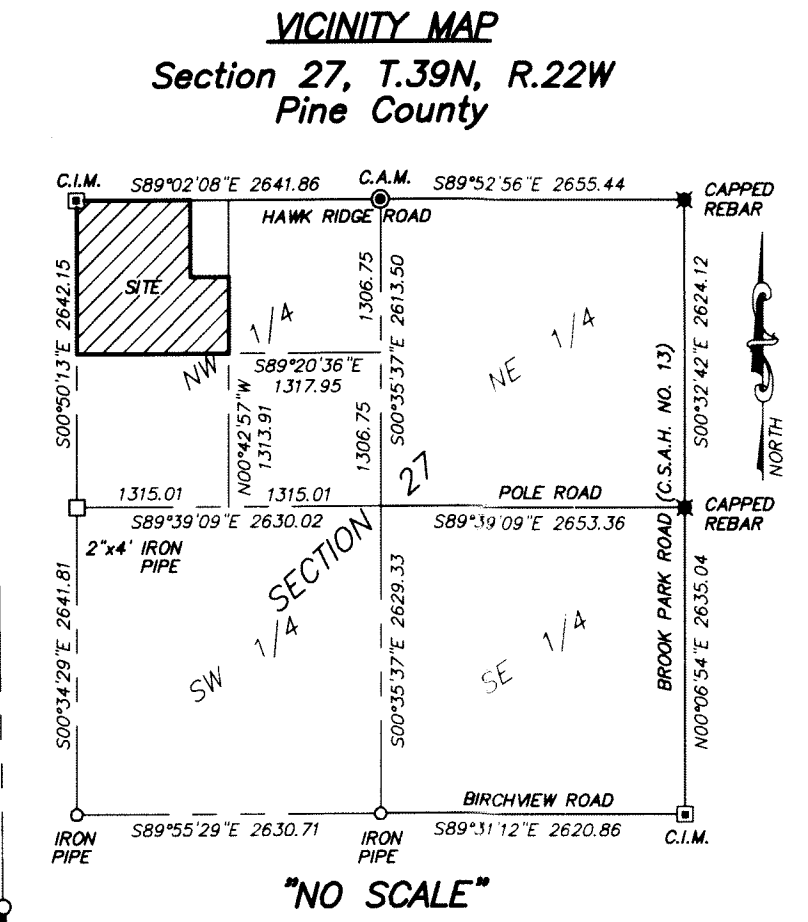 VICINITY MAP
Section 27, T.39N, R.22W
Pine County
C.I.M.
S89°02'08"E 2641.86
C.A.M.
S89°52'56"E 2655.44
CAPPED
REBAR
HAWK RIDGE ROAD
S00°50'13"E 2642.15
SITE
NW 1/4
1306.75
S00°35'37"E 2613.50
NE 1/4
S00°32'42"E 2624.12
NORTH
S89°20'36"E
1317.95
N00°42'57"W
1313.91
1306.75
BROOK PARK ROAD (C.S.A.H. NO. 13)
1315.01
1315.01
POLE ROAD
S89°39'09"E 2630.02
S89°39'09"E 2653.36
CAPPED
REBAR
2"x4' IRON
PIPE
SECTION 27
S00°34'29"E 2641.81
SW 1/4
S00°35'37"E 2629.33
SE 1/4
N00°06'54"E 2635.04
BIRCHVIEW ROAD
IRON
PIPE
S89°55'29"E 2630.71
IRON
PIPE
S89°31'12"E 2620.86
C.I.M.
"NO SCALE"